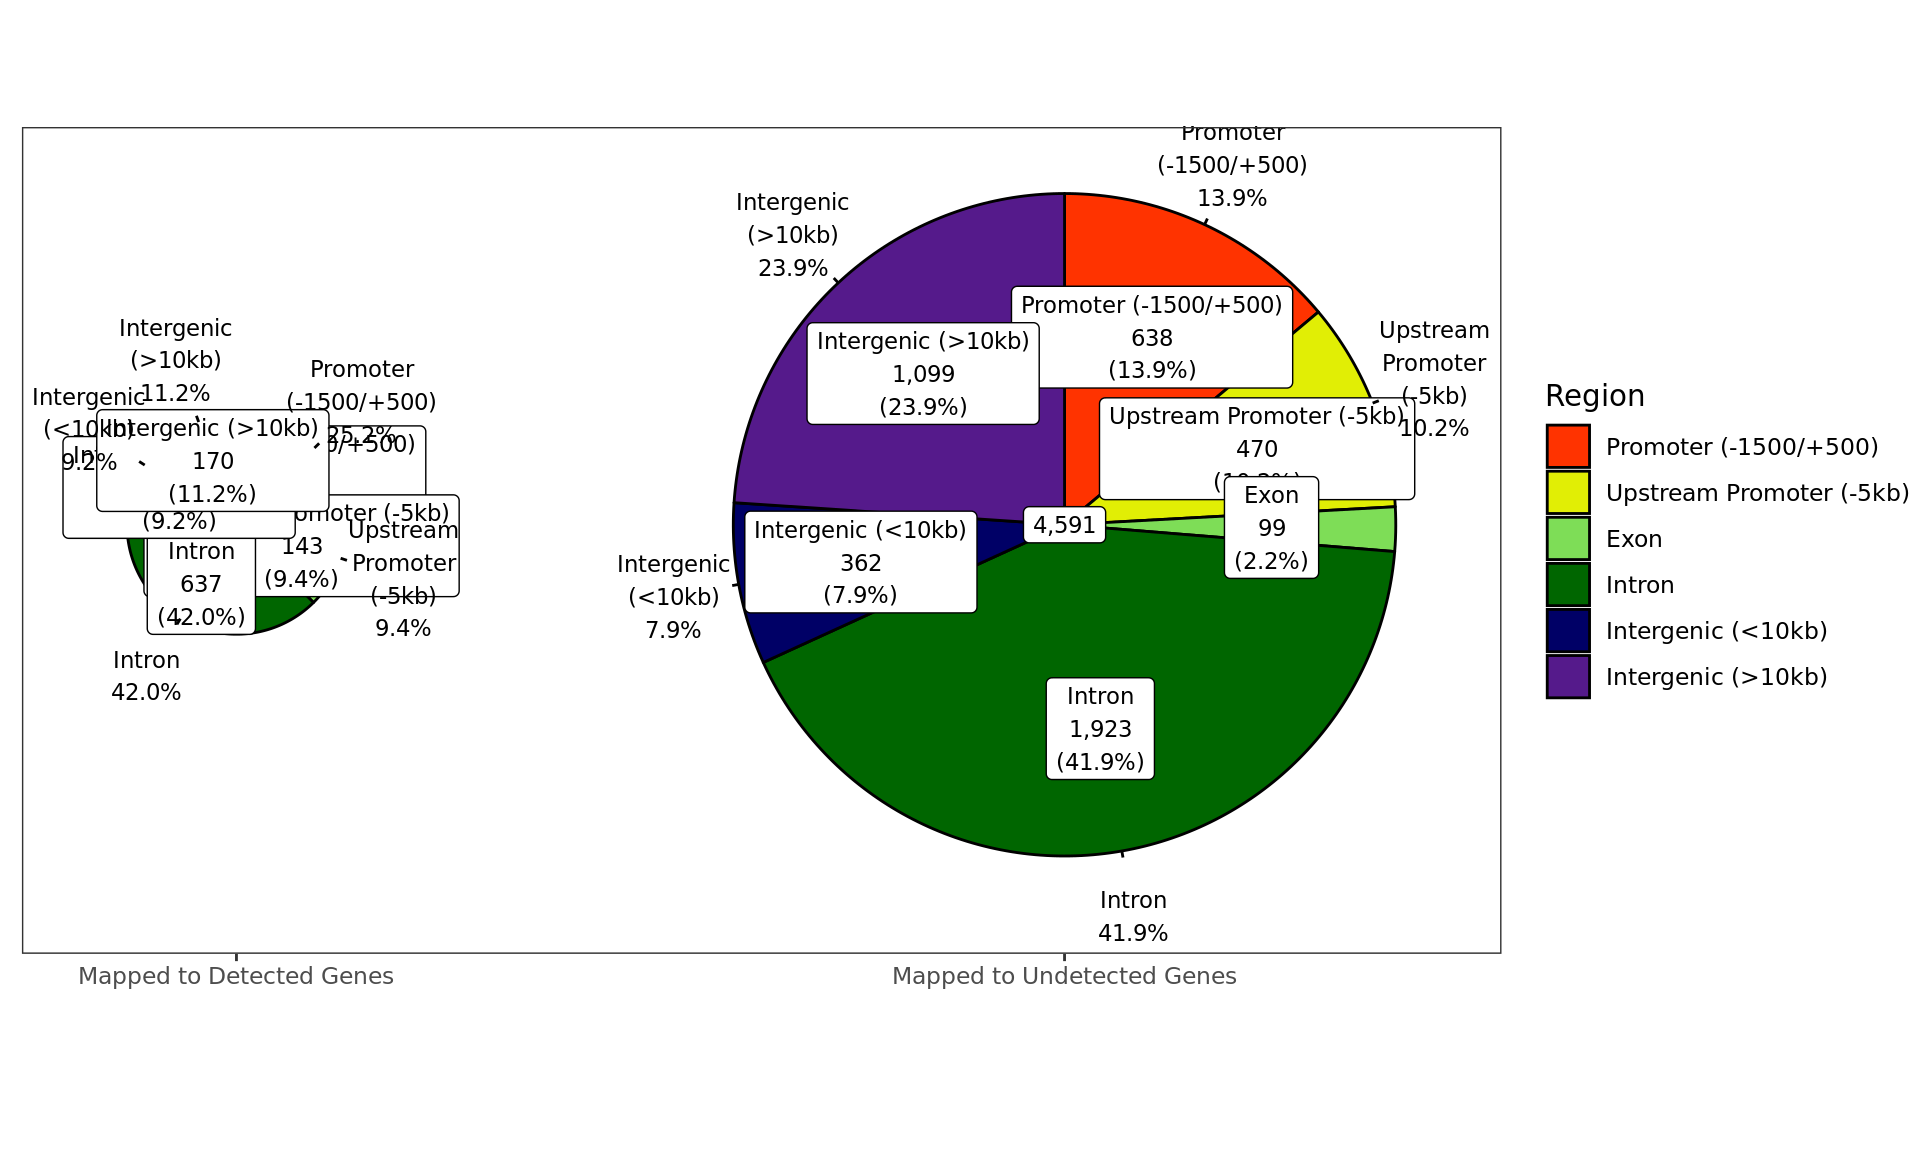 Intergenic
(>10kb)
11.2%
Intergenic
(<10kb)
9.2%
Promoter
(-1500/+500)
25.2%
Intergenic (>10kb)
170
(11.2%)
(9.2%)
Intron
637
(42.0%)
143
(9.4%)
(-5kb)
Upstream
Promoter
(-5kb)
9.4%
Intron
42.0%
Promoter
(-1500/+500)
13.9%
Intergenic
(>10kb)
23.9%
Promoter (-1500/+500)
638
(13.9%)
Intergenic (>10kb)
1,099
(23.9%)
Upstream
Promoter
(-5kb)
10.2%
Upstream Promoter (-5kb)
470
Exon
99
(2.2%)
4,591
Intergenic (<10kb)
362
(7.9%)
Intergenic
(<10kb)
7.9%
Intron
1,923
(41.9%)
Intron
41.9%
Mapped to Detected Genes
Mapped to Undetected Genes
Region
Promoter (-1500/+500)
Upstream Promoter (-5kb)
Exon
Intron
Intergenic (<10kb)
Intergenic (>10kb)